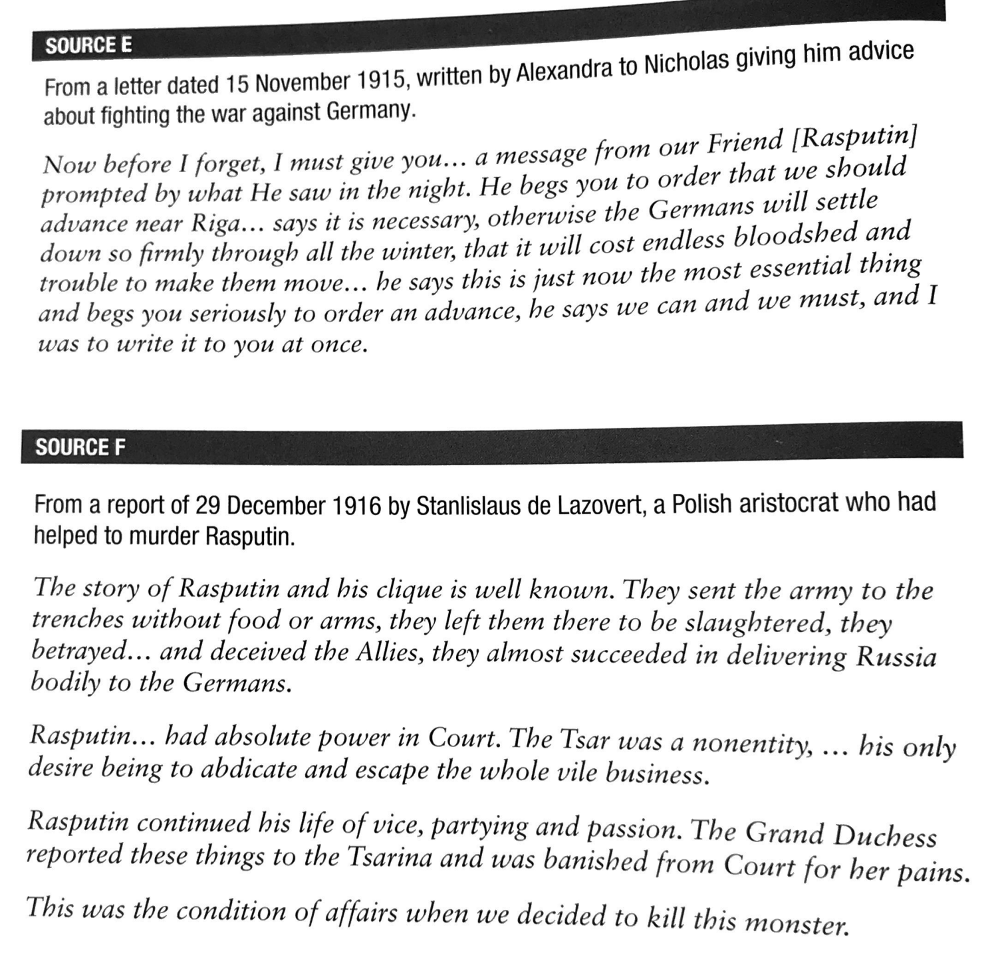 SOURCE E
From a letter dated 15 November 1915, written by Alexandra to Nicholas giving him advice
about fighting the war against Germany.
Now before I forget, I must give you... a message from our Friend [Rasputin]
prompted by what He saw in the night. He begs you to order that we should
advance near Riga... says it is necessary, otherwise the Germans will settle
down so firmly through all the winter, that it will cost endless bloodshed and
trouble to make them move... he says this is just now the most essential thing
and begs you seriously to order an advance, he says we can and we must, and I
was to write it to you at once.
SOURCE F
From a report of 29 December 1916 by Stanlislaus de Lazovert, a Polish aristocrat who had
helped to murder Rasputin.
The story of Rasputin and his clique is well known. They sent the army to the
trenches without food or arms, they left them there to be slaughtered, they
betrayed... and deceived the Allies, they almost succeeded in delivering Russia
bodily to the Germans.
Rasputin... had absolute power in Court. The Tsar was a nonentity, ... his only
desire being to abdicate and escape the whole vile business.
Rasputin continued his life of vice, partying and passion. The Grand Duchess
reported these things to the Tsarina and was banished from Court for her pains.
This was the condition of affairs when we decided to kill this monster.